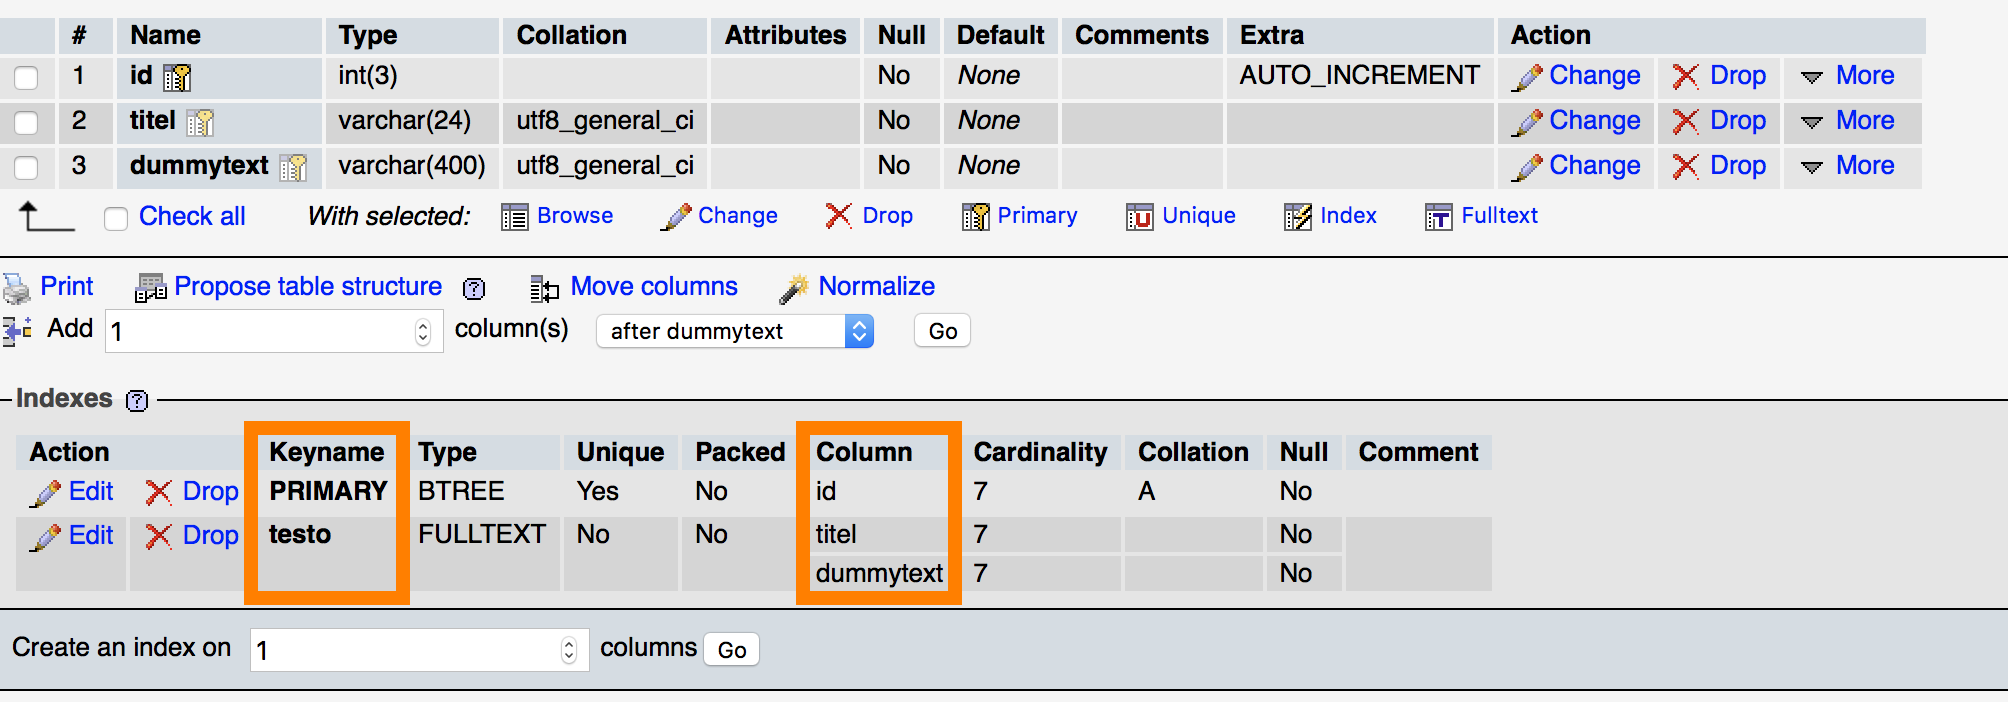 # Name Type Collation Attributes Null Default Comments Extra Action
1 id int(3) No None AUTO_INCREMENT Change Drop More
2 titel varchar(24) utf8_general_ci No None Change Drop More
3 dummytext varchar(400) utf8_general_ci No None Change Drop More
Check all With selected: Browse Change Drop Primary Unique Index Fulltext
Print Propose table structure Move columns Normalize
Add 1 column(s) after dummytext Go
Indexes
Action Keyname Type Unique Packed Column Cardinality Collation Null Comment
Edit Drop PRIMARY BTREE Yes No id 7 A No
Edit Drop testo FULLTEXT No No titel 7 No
dummytext 7 No
Create an index on 1 columns Go